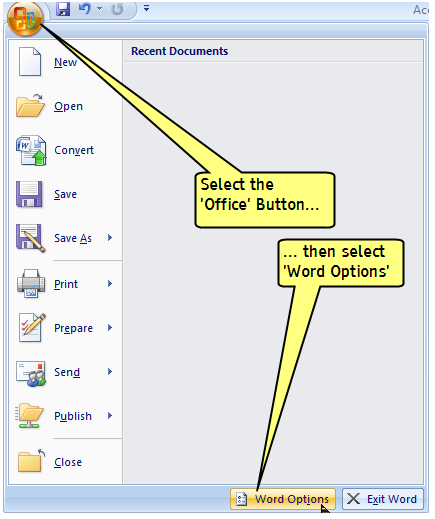 Acc
Recent Documents
New
Open
Convert
Save
Save As
Print
Prepare
Send
Publish
Close
Select the
'Office' Button...
... then select
'Word Options'
Word Options
Exit Word